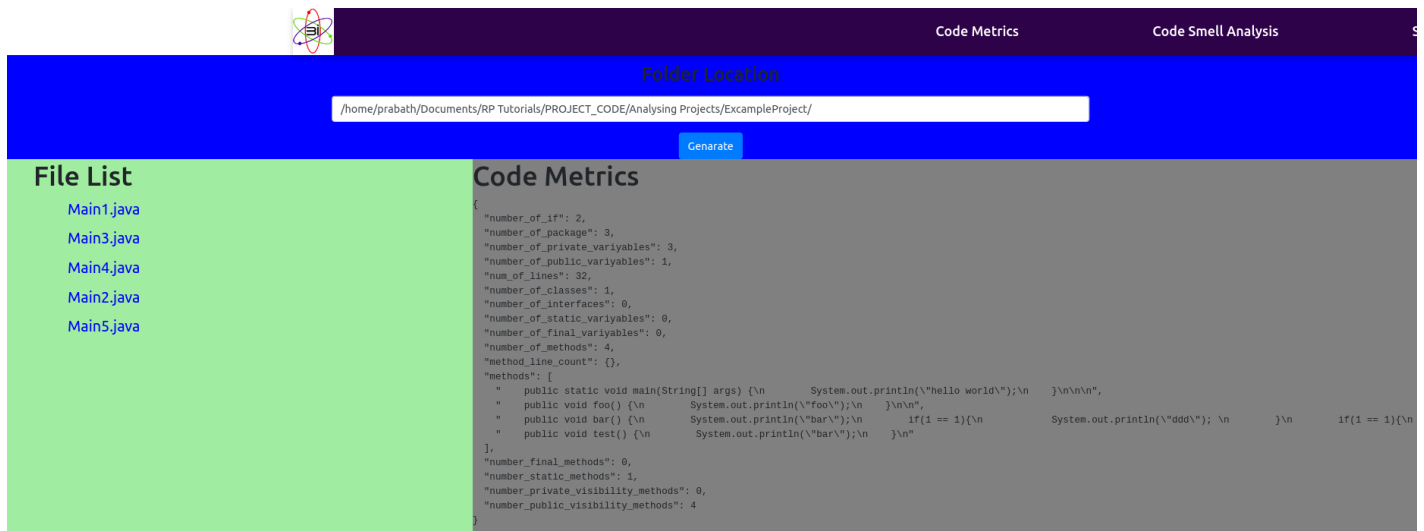 3i
Code Metrics
Code Smell Analysis
S
Folder Location
/home/prabath/Documents/RP Tutorials/PROJECT_CODE/Analysing Projects/ExcampleProject/
Genarate
File List
Main1.java
Main3.java
Main4.java
Main2.java
Main5.java
Code Metrics
{
  "number_of_if": 2,
  "number_of_package": 3,
  "number_of_private_variyables": 3,
  "number_of_public_variyables": 1,
  "num_of_lines": 32,
  "number_of_classes": 1,
  "number_of_interfaces": 0,
  "number_of_static_variyables": 0,
  "number_of_final_variyables": 0,
  "number_of_methods": 4,
  "method_line_count": {},
  "methods": [
    "    public static void main(String[] args) {\n        System.out.println(\"hello world\");\n    }\n\n\n",
    "    public void foo() {\n        System.out.println(\"foo\");\n    }\n\n",
    "    public void bar() {\n        System.out.println(\"bar\");\n        if(1 == 1){\n            System.out.println(\"ddd\"); \n        }\n        if(1 == 1){\n
    "    public void test() {\n        System.out.println(\"bar\");\n    }\n"
  ],
  "number_final_methods": 0,
  "number_static_methods": 1,
  "number_private_visibility_methods": 0,
  "number_public_visibility_methods": 4
}